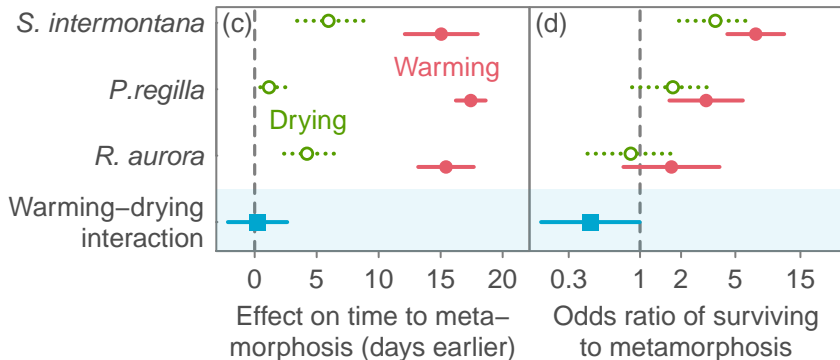 S. intermontana
P.regilla
R. aurora
Warming–drying
interaction
(c)
Warming
Drying
0 5 10 15 20
Effect on time to meta–
morphosis (days earlier)
(d)
0.3 1 2 5 15
Odds ratio of surviving
to metamorphosis